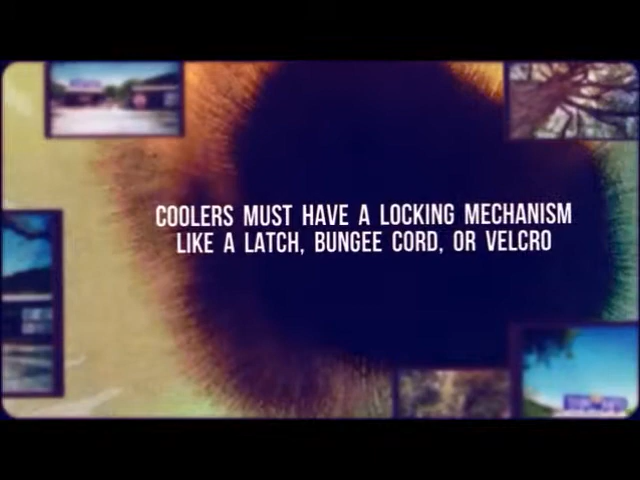 COOLERS MUST HAVE A LOCKING MECHANISM
LIKE A LATCH, BUNGEE CORD, OR VELCRO